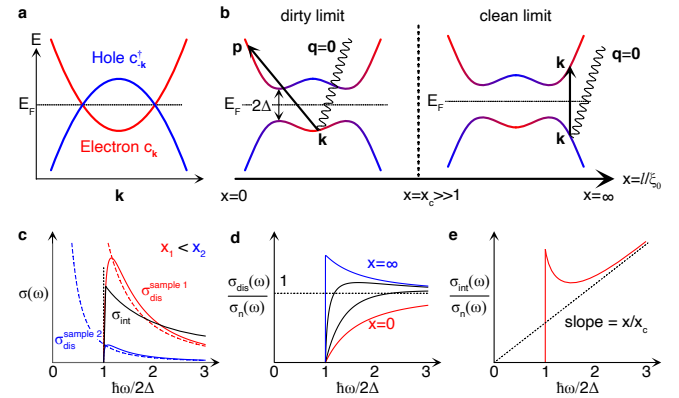 a
E
Hole c†-k
E_F
Electron c_k
k
b
dirty limit
clean limit
p
q=0
k
q=0
E_F
2Δ
E_F
k
k
x=0
x=x_c>>1
x=∞
x=l/ξ_0
c
x_1 < x_2
σ(ω)
σ_dis^sample 1
σ_int
σ_dis^sample 2
0
1
2
3
ħω/2Δ
d
σ_dis(ω)
σ_n(ω)
1
x=∞
x=0
0
1
2
3
ħω/2Δ
e
σ_int(ω)
σ_n(ω)
slope = x/x_c
0
1
2
3
ħω/2Δ